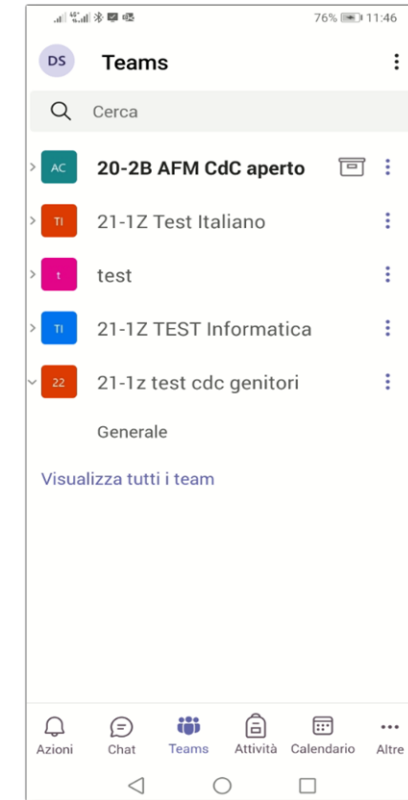 76% 11:46
DS Teams
Cerca
AC 20-2B AFM CdC aperto
TI 21-1Z Test Italiano
t test
TI 21-1Z TEST Informatica
22 21-1z test cdc genitori
Generale
Visualizza tutti i team
Azioni Chat Teams Attività Calendario Altre